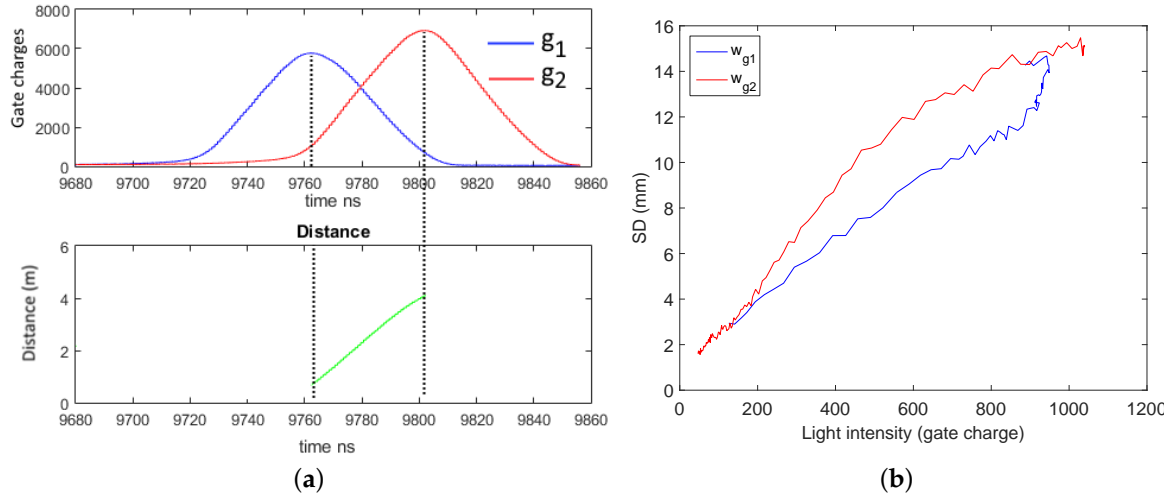 8000
6000
4000
2000
0
Gate charges
g1
g2
9680 9700 9720 9740 9760 9780 9800 9820 9840 9860
time ns
Distance
6
4
2
0
Distance (m)
9680 9700 9720 9740 9760 9780 9800 9820 9840 9860
time ns
(a)
16
14
12
10
8
6
4
2
0
SD (mm)
wg1
wg2
0 200 400 600 800 1000 1200
Light intensity (gate charge)
(b)